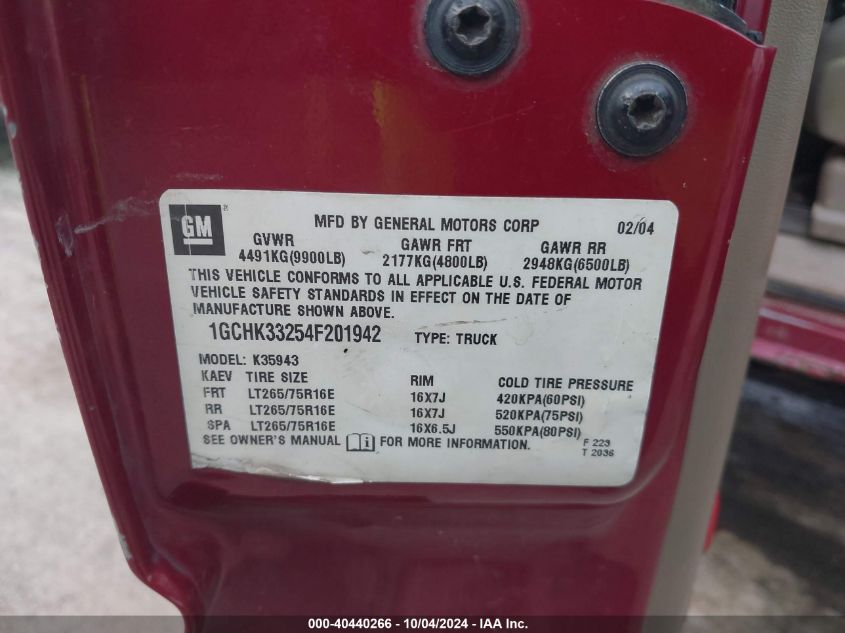 GM
MFD BY GENERAL MOTORS CORP 02/04
GVWR GAWR FRT GAWR RR
4491KG(9900LB) 2177KG(4800LB) 2948KG(6500LB)
THIS VEHICLE CONFORMS TO ALL APPLICABLE U.S. FEDERAL MOTOR
VEHICLE SAFETY STANDARDS IN EFFECT ON THE DATE OF
MANUFACTURE SHOWN ABOVE.
1GCHK33254F201942 TYPE: TRUCK
MODEL: K35943
KAEV TIRE SIZE RIM COLD TIRE PRESSURE
FRT LT265/75R16E 16X7J 420KPA(60PSI)
RR LT265/75R16E 16X7J 520KPA(75PSI)
SPA LT265/75R16E 16X6.5J 550KPA(80PSI)
SEE OWNER'S MANUAL FOR MORE INFORMATION.
F 223
T 2036
000-40440266 - 10/04/2024 - IAA Inc.